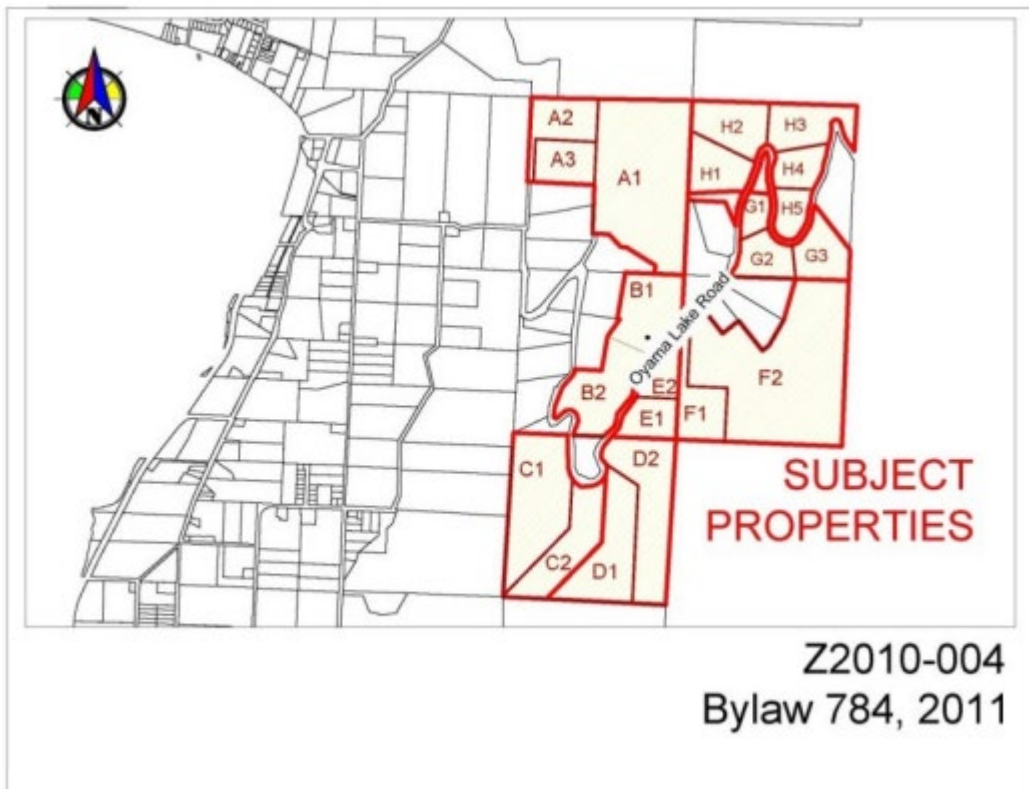 N
A2
A3
A1
H2
H3
H1
H4
G1
H5
G2
G3
B1
Oyama Lake Road
F2
B2
E2
E1
F1
C1
D2
C2
D1
SUBJECT
PROPERTIES
Z2010-004
Bylaw 784, 2011